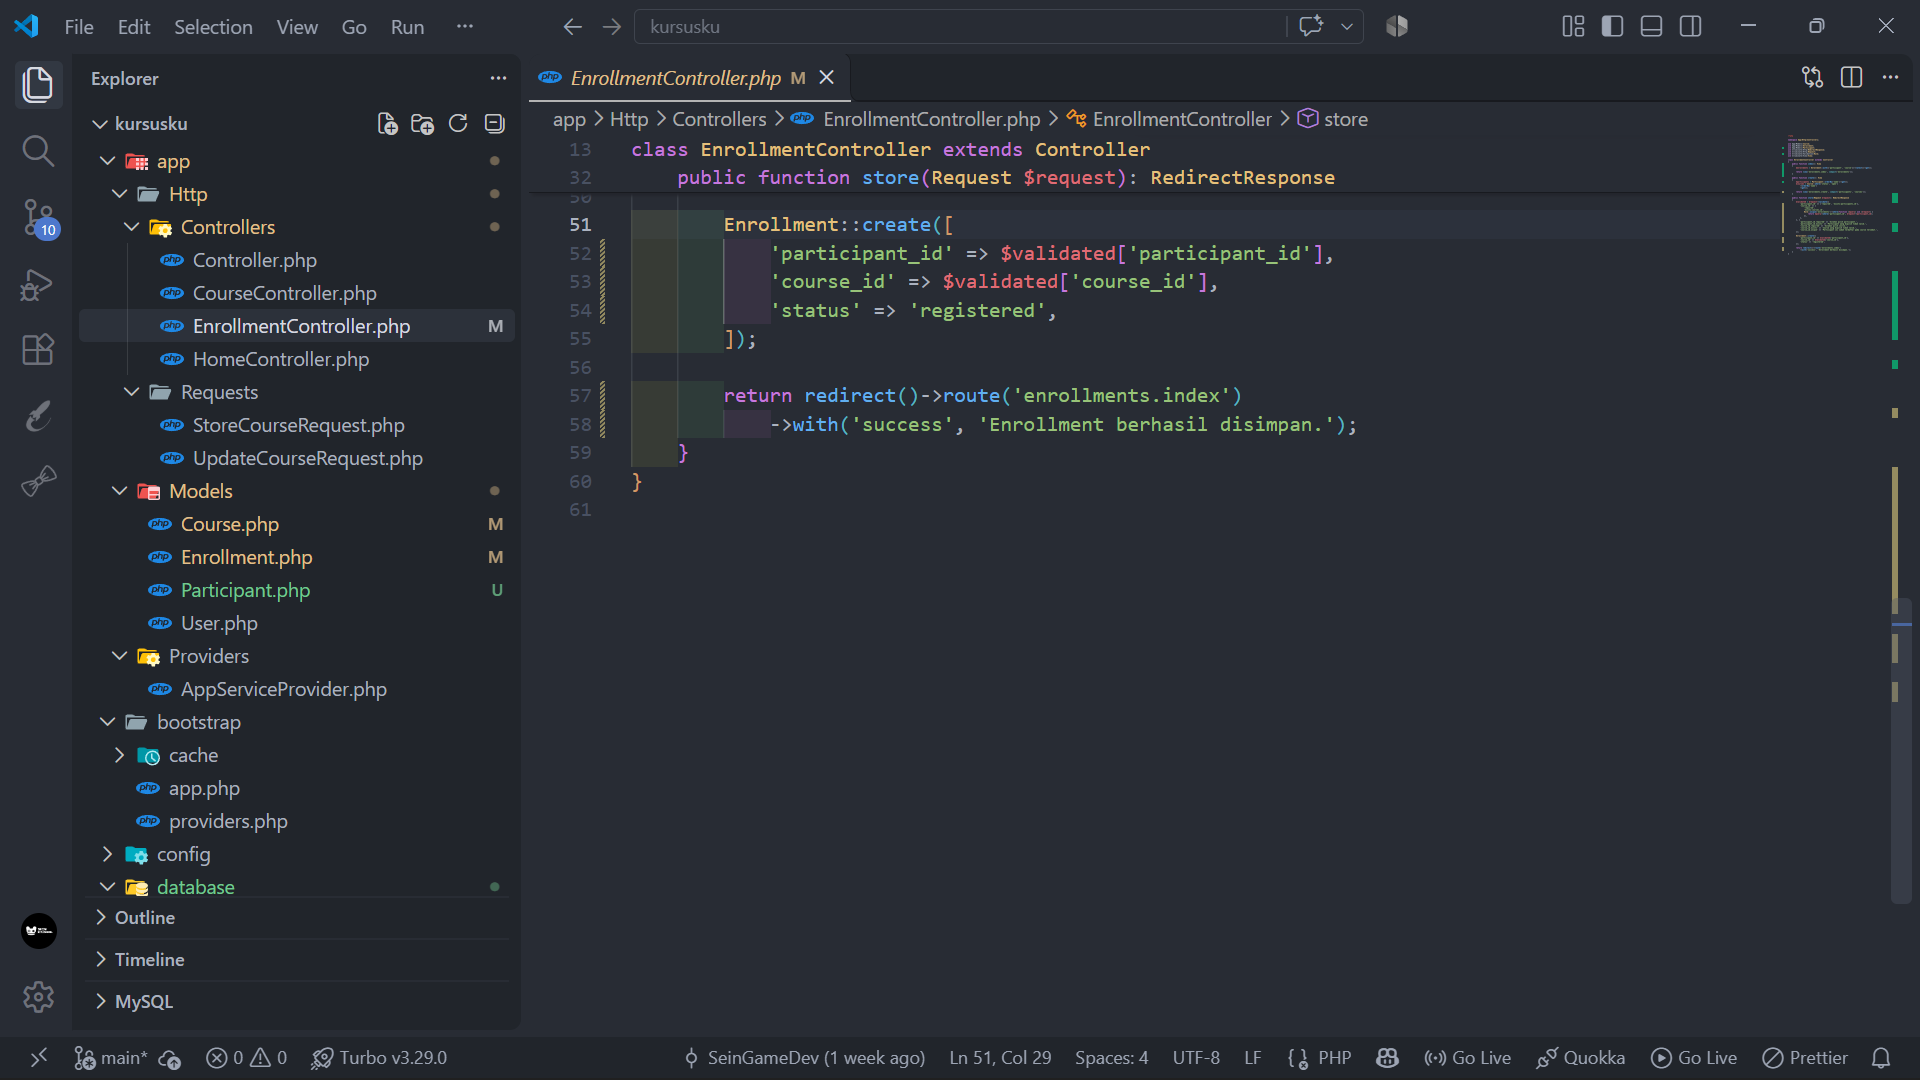 File Edit Selection View Go Run
kursusku
Explorer
kursusku
app
Http
Controllers
Controller.php
CourseController.php
EnrollmentController.php M
HomeController.php
Requests
StoreCourseRequest.php
UpdateCourseRequest.php
Models
Course.php M
Enrollment.php M
Participant.php U
User.php
Providers
AppServiceProvider.php
bootstrap
cache
app.php
providers.php
config
database
Outline
Timeline
MySQL
10
EnrollmentController.php M
app > Http > Controllers > EnrollmentController.php > EnrollmentController > store
13 class EnrollmentController extends Controller
32 public function store(Request $request): RedirectResponse
50
51 Enrollment::create([
52 'participant_id' => $validated['participant_id'],
53 'course_id' => $validated['course_id'],
54 'status' => 'registered',
55 ]);
56
57 return redirect()->route('enrollments.index')
58 ->with('success', 'Enrollment berhasil disimpan.');
59 }
60 }
61
main* 0 0 Turbo v3.29.0 SeinGameDev (1 week ago) Ln 51, Col 29 Spaces: 4 UTF-8 LF PHP Go Live Quokka Go Live Prettier